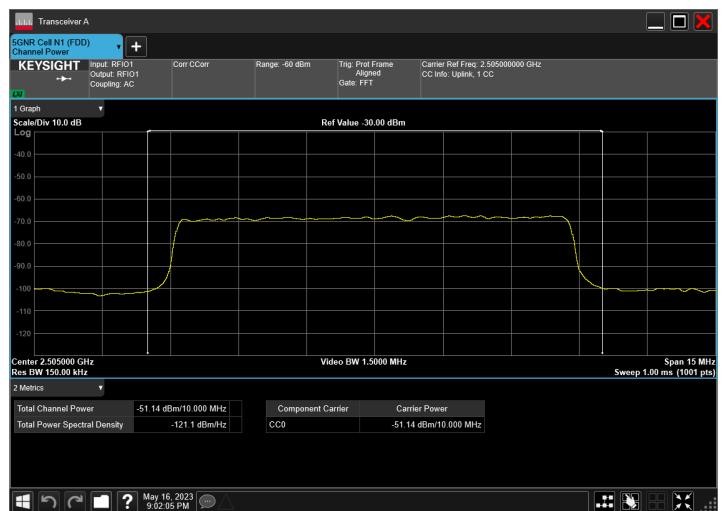 Transceiver A
5GNR Cell N1 (FDD)
Channel Power
KEYSIGHT
Input: RFIO1
Output: RFIO1
Coupling: AC
Corr CCorr
Range: -60 dBm
Trig: Prot Frame
Aligned
Gate: FFT
Carrier Ref Freq: 2.505000000 GHz
CC Info: Uplink, 1 CC
LXI
1 Graph
Scale/Div 10.0 dB
Ref Value -30.00 dBm
Log
-40.0
-50.0
-60.0
-70.0
-80.0
-90.0
-100
-110
-120
Center 2.505000 GHz
Video BW 1.5000 MHz
Span 15 MHz
Res BW 150.00 kHz
Sweep 1.00 ms (1001 pts)
2 Metrics
Total Channel Power -51.14 dBm/10.000 MHz
Total Power Spectral Density -121.1 dBm/Hz
Component Carrier Carrier Power
CC0 -51.14 dBm/10.000 MHz
?
May 16, 2023
9:02:05 PM